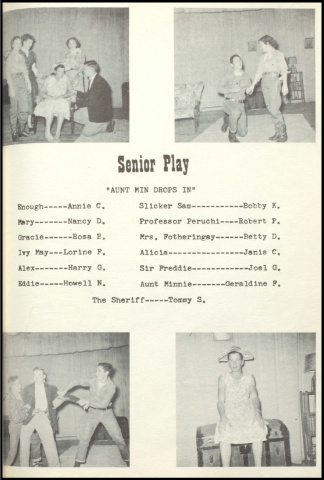 Senior Play
"AUNT MIN DROPS IN"
Enough-----Annie C. Slicker Sam-----Bobby K.
Mary------Nancy D. Professor Peruchi----Robert P.
Gracie-----Rosa B. Mrs. Fotheringay-----Betty D.
Ivy May----Lorine F. Alicia--------------Janis C.
Alex-------Harry G. Sir Freddie------------Joel G.
Eddie-----Howell N. Aunt Minnie-------Geraldine F.
The Sheriff-----Tommy S.